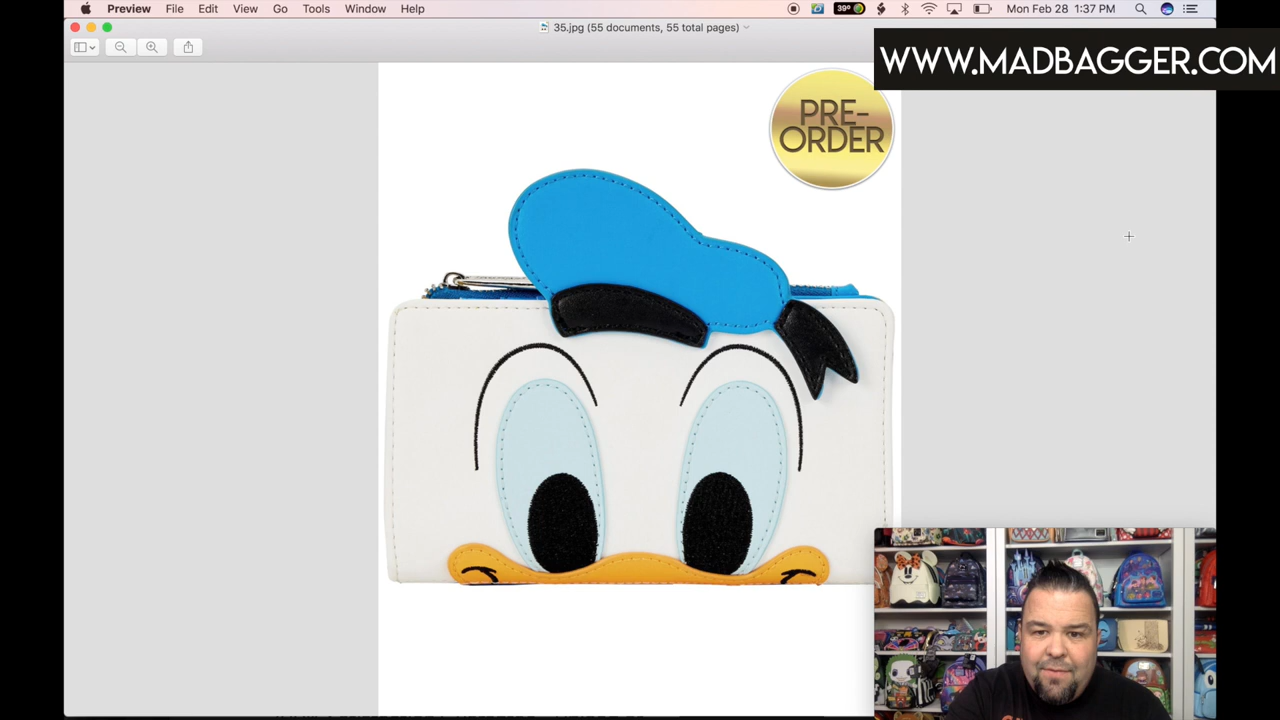 Preview File Edit View Go Tools Window Help 39° Mon Feb 28 1:37 PM
35.jpg (55 documents, 55 total pages)
WWW.MADBAGGER.COM
PRE-
ORDER